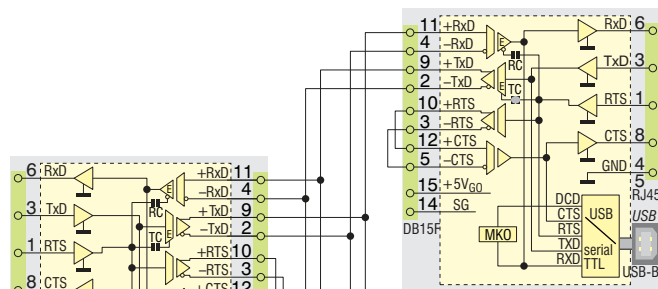 11 +RxD RxD 6
4 −RxD E
RC
9 +TxD TxD 3
2 −TxD E
TC
10 +RTS RTS 1
3 −RTS
12 +CTS CTS 8
5 −CTS
GND 4
5
15 +5VGO RJ45
14 SG DCD USB
DB15F CTS USB
RTS
MKO TXD serial
RXD TTL
USB-B
6 RxD +RxD 11
E −RxD 4
RC
3 TxD +TxD 9
E −TxD 2
TC
1 RTS +RTS 10
−RTS 3
8 CTS +CTS 12